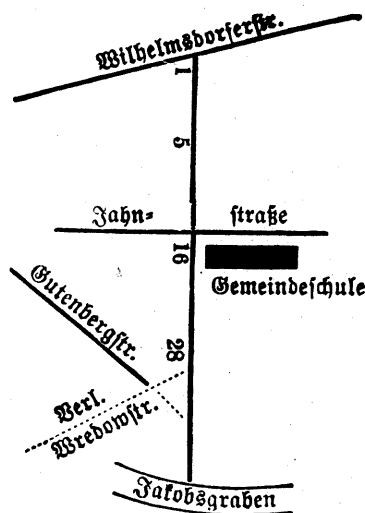 Wilhelmsdorferstr.
1
5
Jahn= straße
16
Gemeindeschule
Gutenbergstr.
28
Verl.
Wredowstr.
Jakobsgraben